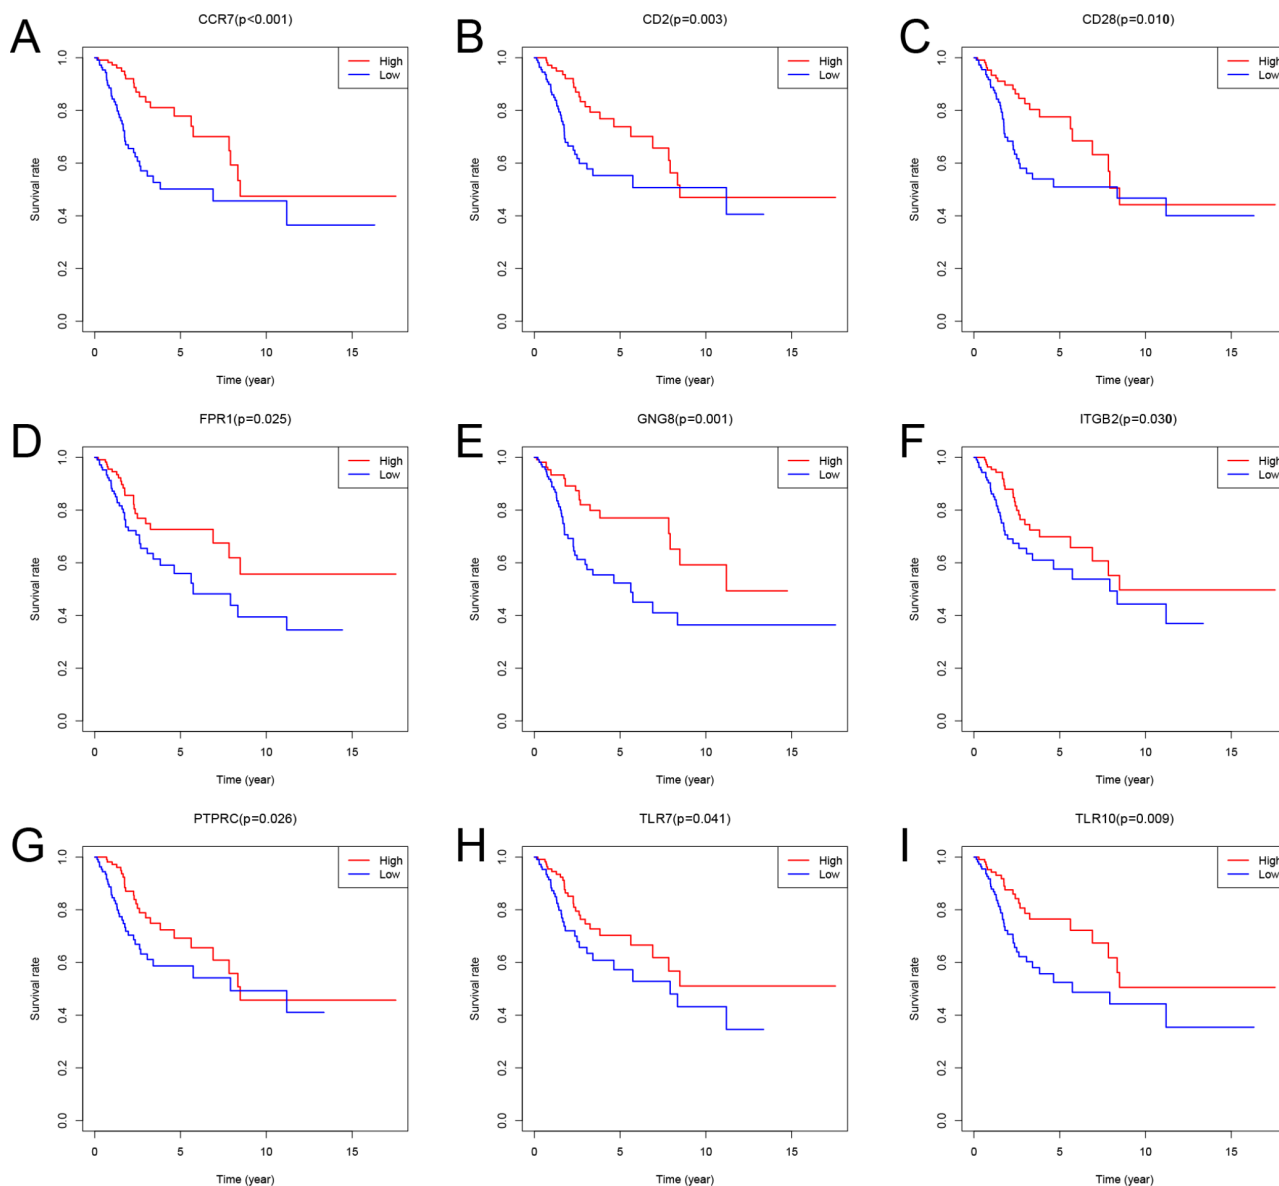 A
CCR7(p<0.001)
High
Low
Survival rate
1.0
0.8
0.6
0.4
0.2
0.0
0 5 10 15
Time (year)
B
CD2(p=0.003)
High
Low
Survival rate
1.0
0.8
0.6
0.4
0.2
0.0
0 5 10 15
Time (year)
C
CD28(p=0.010)
High
Low
Survival rate
1.0
0.8
0.6
0.4
0.2
0.0
0 5 10 15
Time (year)
D
FPR1(p=0.025)
High
Low
Survival rate
1.0
0.8
0.6
0.4
0.2
0.0
0 5 10 15
Time (year)
E
GNG8(p=0.001)
High
Low
Survival rate
1.0
0.8
0.6
0.4
0.2
0.0
0 5 10 15
Time (year)
F
ITGB2(p=0.030)
High
Low
Survival rate
1.0
0.8
0.6
0.4
0.2
0.0
0 5 10 15
Time (year)
G
PTPRC(p=0.026)
High
Low
Survival rate
1.0
0.8
0.6
0.4
0.2
0.0
0 5 10 15
Time (year)
H
TLR7(p=0.041)
High
Low
Survival rate
1.0
0.8
0.6
0.4
0.2
0.0
0 5 10 15
Time (year)
I
TLR10(p=0.009)
High
Low
Survival rate
1.0
0.8
0.6
0.4
0.2
0.0
0 5 10 15
Time (year)